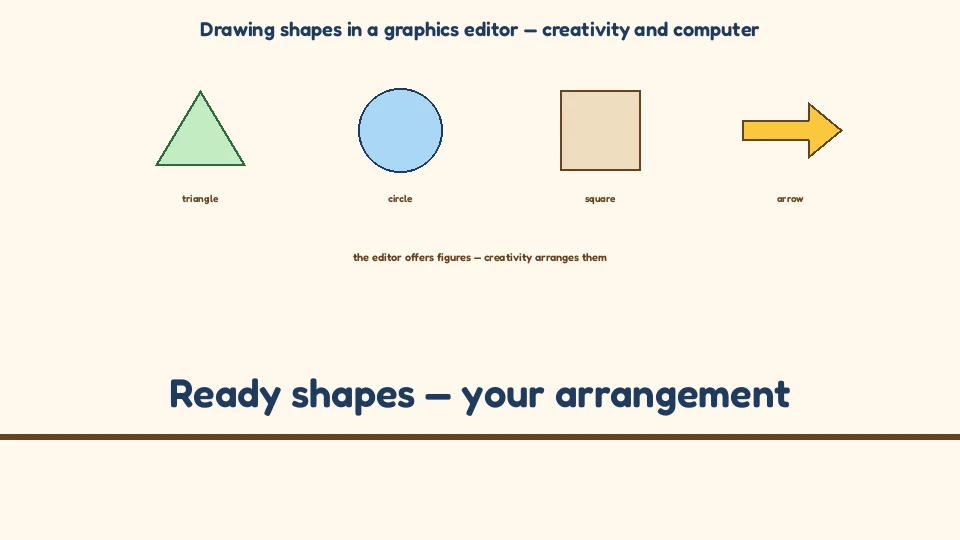 Drawing shapes in a graphics editor — creativity and computer
triangle
circle
square
arrow
the editor offers figures — creativity arranges them
Ready shapes — your arrangement